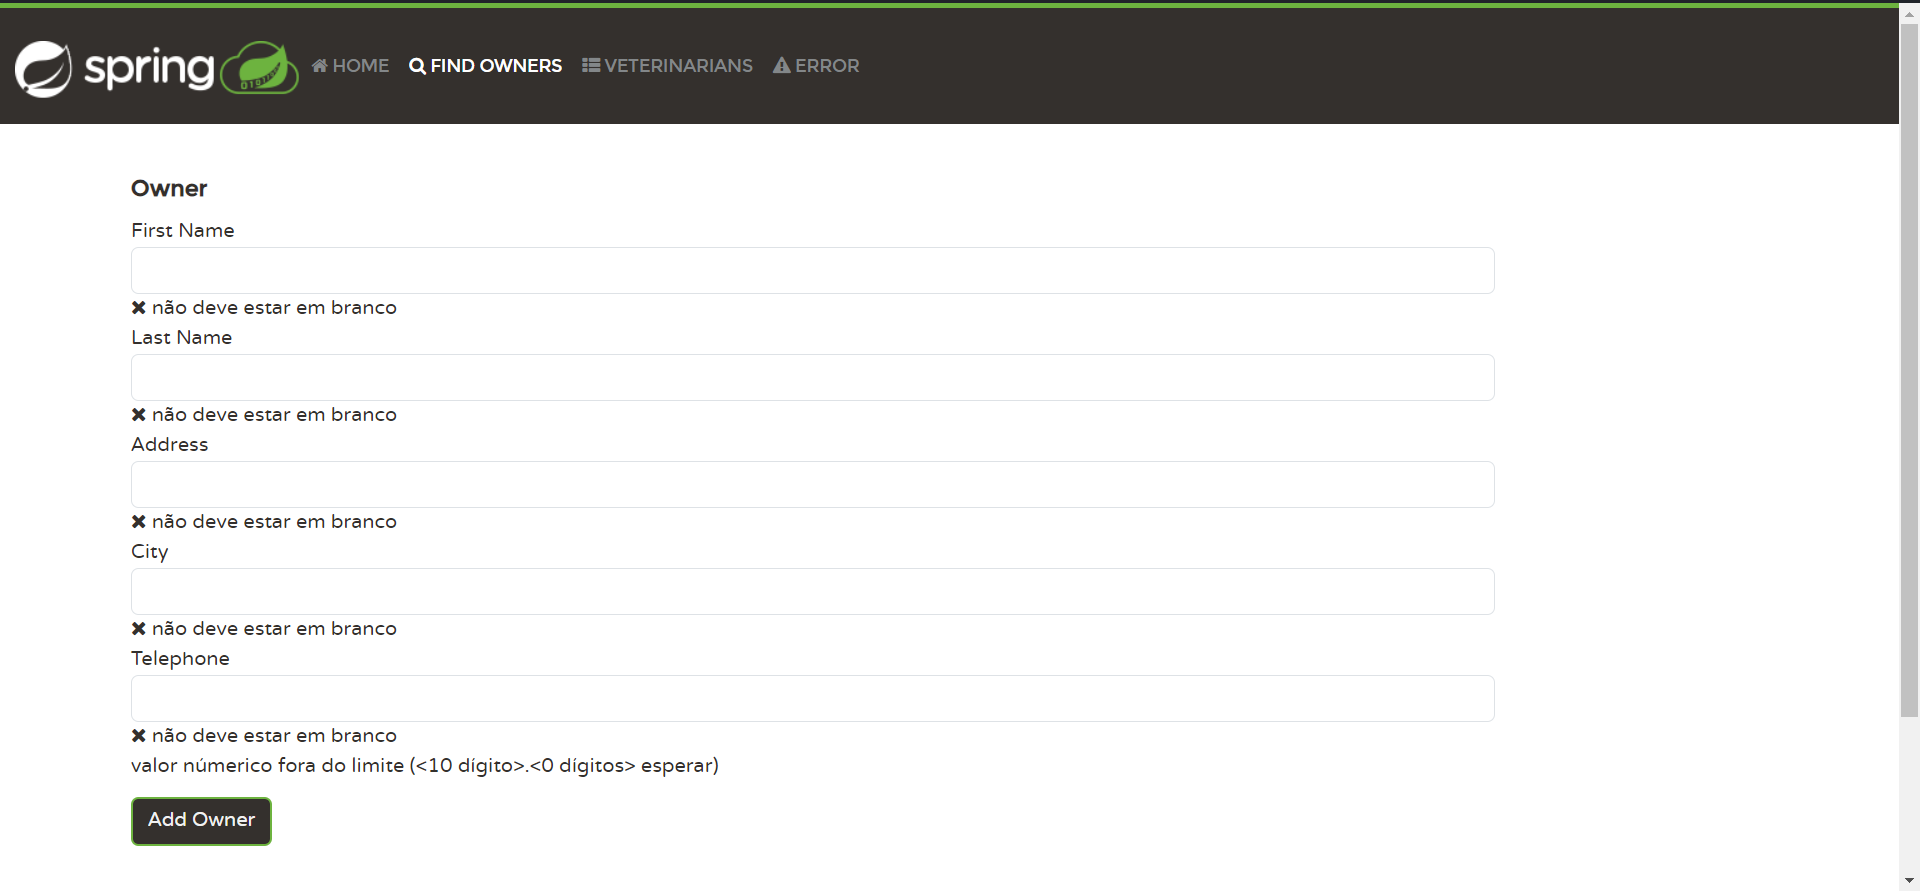 spring
HOME
FIND OWNERS
VETERINARIANS
ERROR
Owner
First Name
não deve estar em branco
Last Name
não deve estar em branco
Address
não deve estar em branco
City
não deve estar em branco
Telephone
não deve estar em branco
valor númerico fora do limite (<10 dígito>.<0 dígitos> esperar)
Add Owner